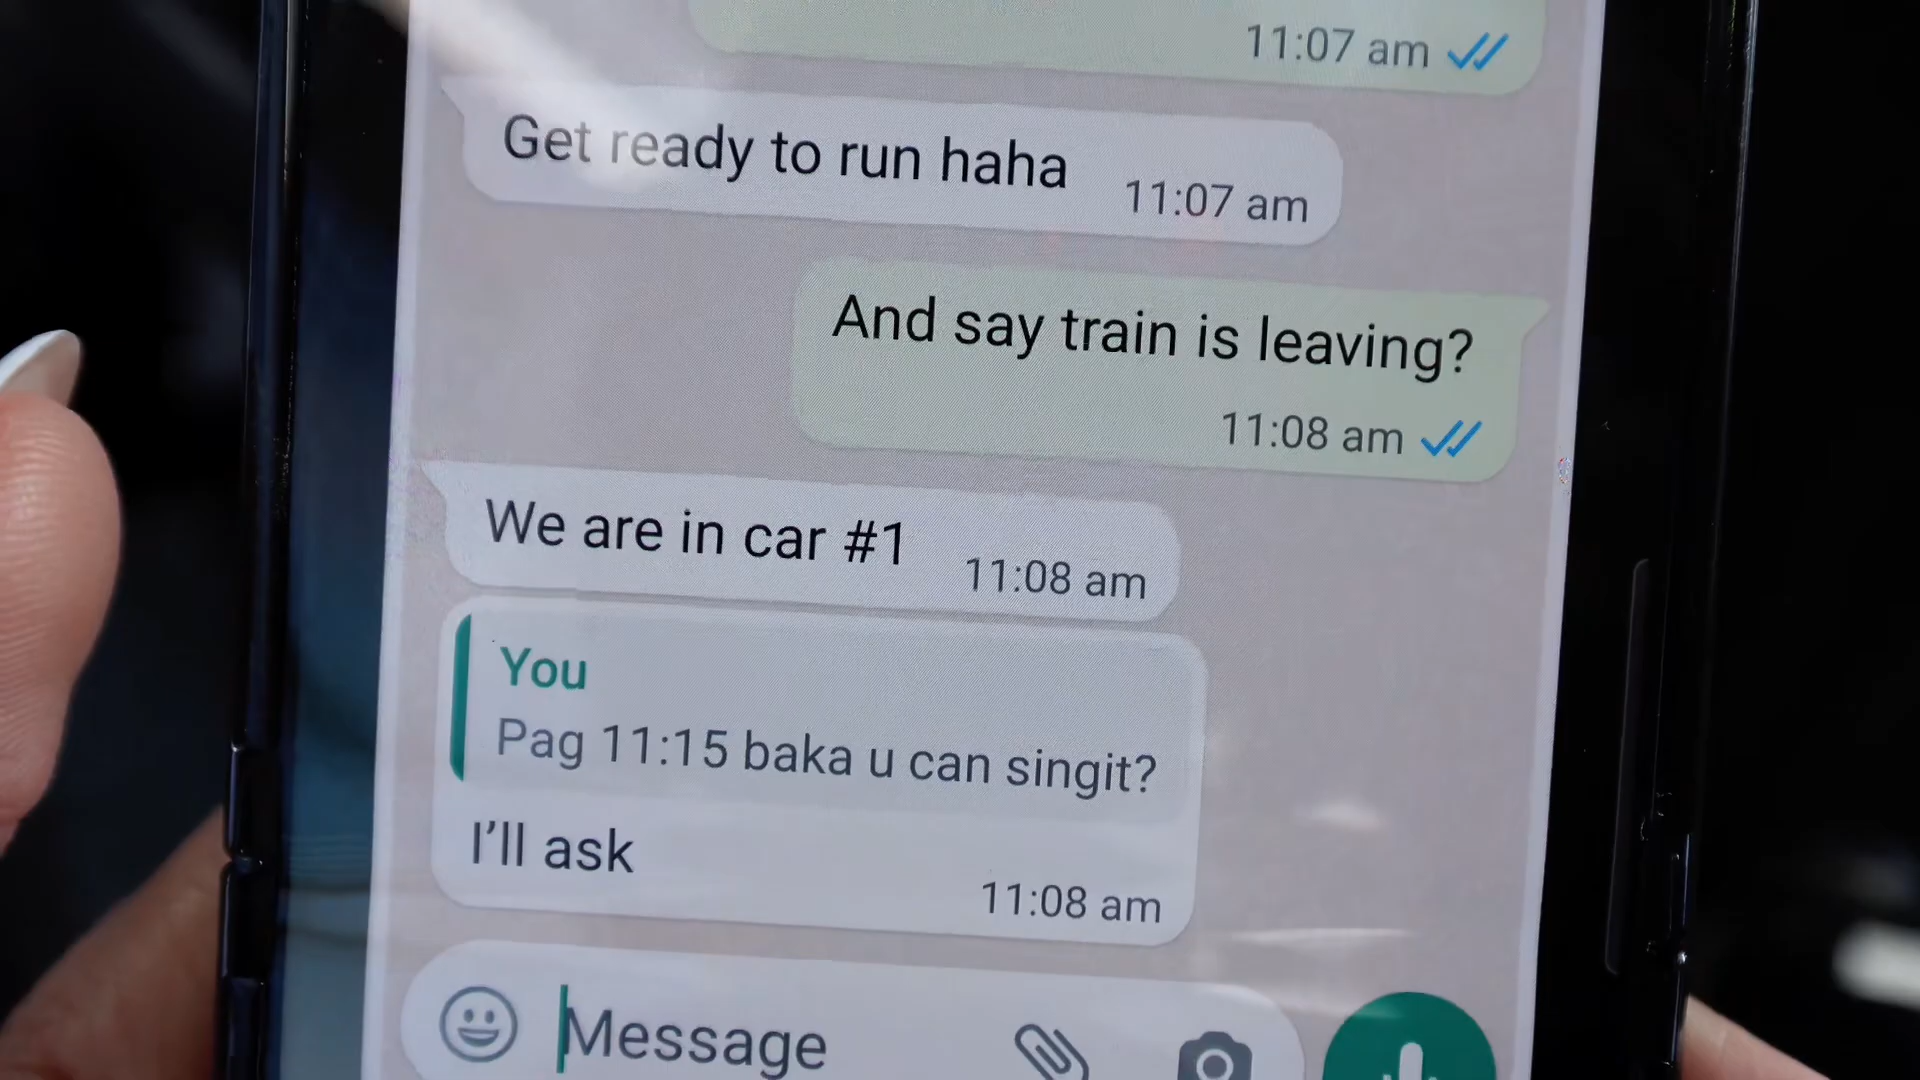 11:07 am
Get ready to run haha
11:07 am
And say train is leaving?
11:08 am
We are in car #1
11:08 am
You
Pag 11:15 baka u can singit?
I'll ask
11:08 am
Message